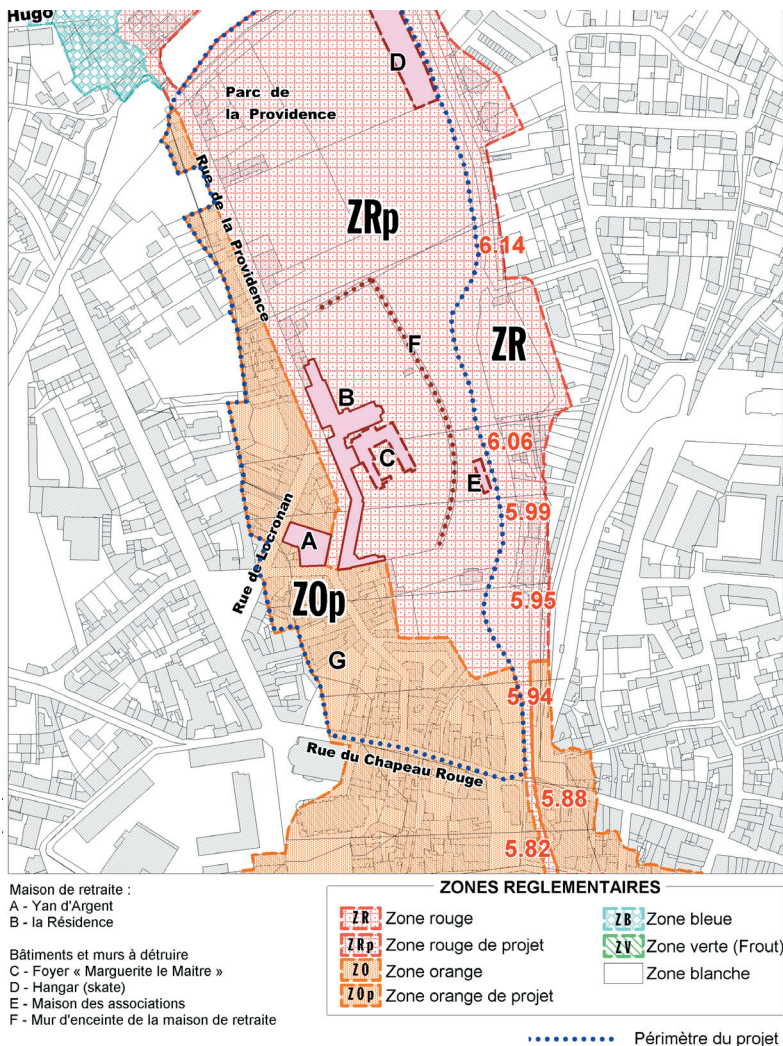 Hugo
D
Parc de
la Providence
Rue de la Providence
ZRp
6.14
F
ZR
B
6.06
C
E
5.99
Rue de Locronan
A
5.95
ZOp
G
5.94
Rue du Chapeau Rouge
5.88
5.82
Maison de retraite :
A - Yan d'Argent
B - la Résidence
Bâtiments et murs à détruire
C - Foyer « Marguerite le Maitre »
D - Hangar (skate)
E - Maison des associations
F - Mur d'enceinte de la maison de retraite
ZONES REGLEMENTAIRES
ZR Zone rouge
ZRp Zone rouge de projet
ZO Zone orange
ZOp Zone orange de projet
ZB Zone bleue
ZV Zone verte (Frout)
Zone blanche
Périmètre du projet